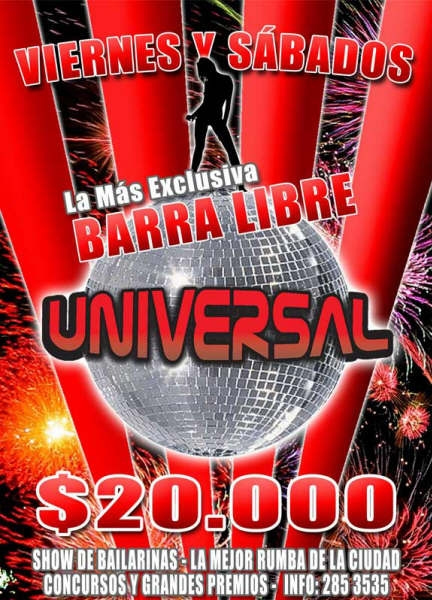 VIERNES Y SÁBADOS
La Más Exclusiva
BARRA LIBRE
UNIVERSAL
$20.000
SHOW DE BAILARINAS - LA MEJOR RUMBA DE LA CIUDAD
CONCURSOS Y GRANDES PREMIOS - INFO: 285 3535